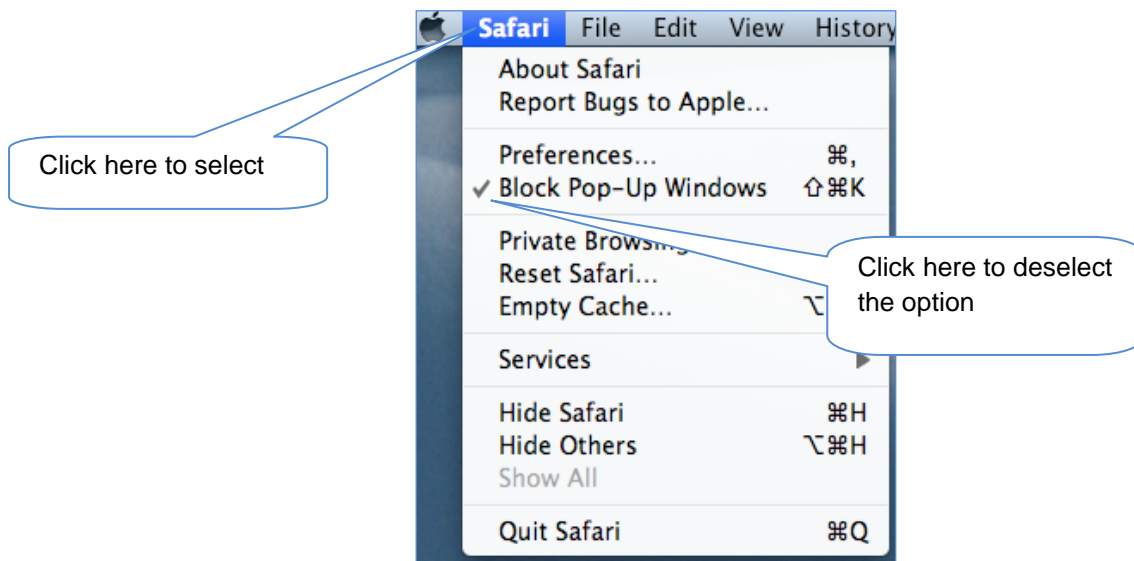 Safari File Edit View History
About Safari
Report Bugs to Apple...
Click here to select
Preferences... ⌘,
✓ Block Pop-Up Windows ⇧⌘K
Private Browsing
Reset Safari...
Click here to deselect
the option
Empty Cache... ⌥
Services ▶
Hide Safari ⌘H
Hide Others ⌥⌘H
Show All
Quit Safari ⌘Q